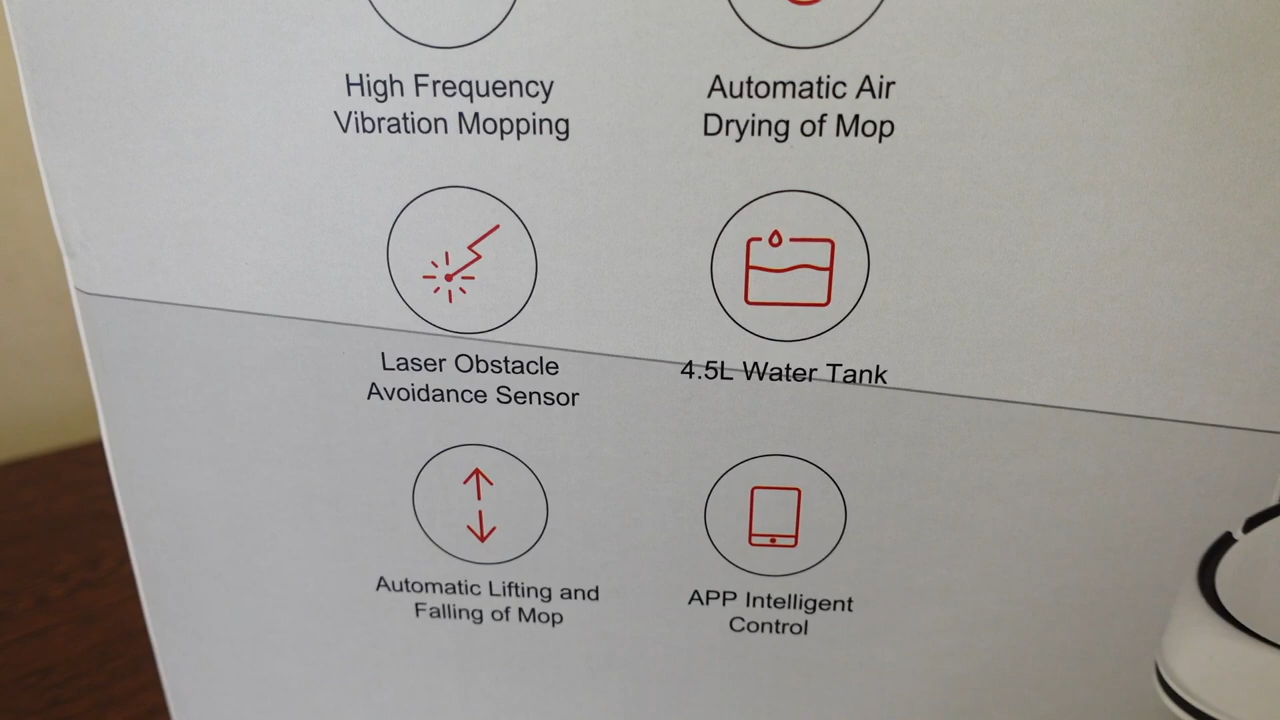 High Frequency
Vibration Mopping
Automatic Air
Drying of Mop
Laser Obstacle
Avoidance Sensor
4.5L Water Tank
Automatic Lifting and
Falling of Mop
APP Intelligent
Control